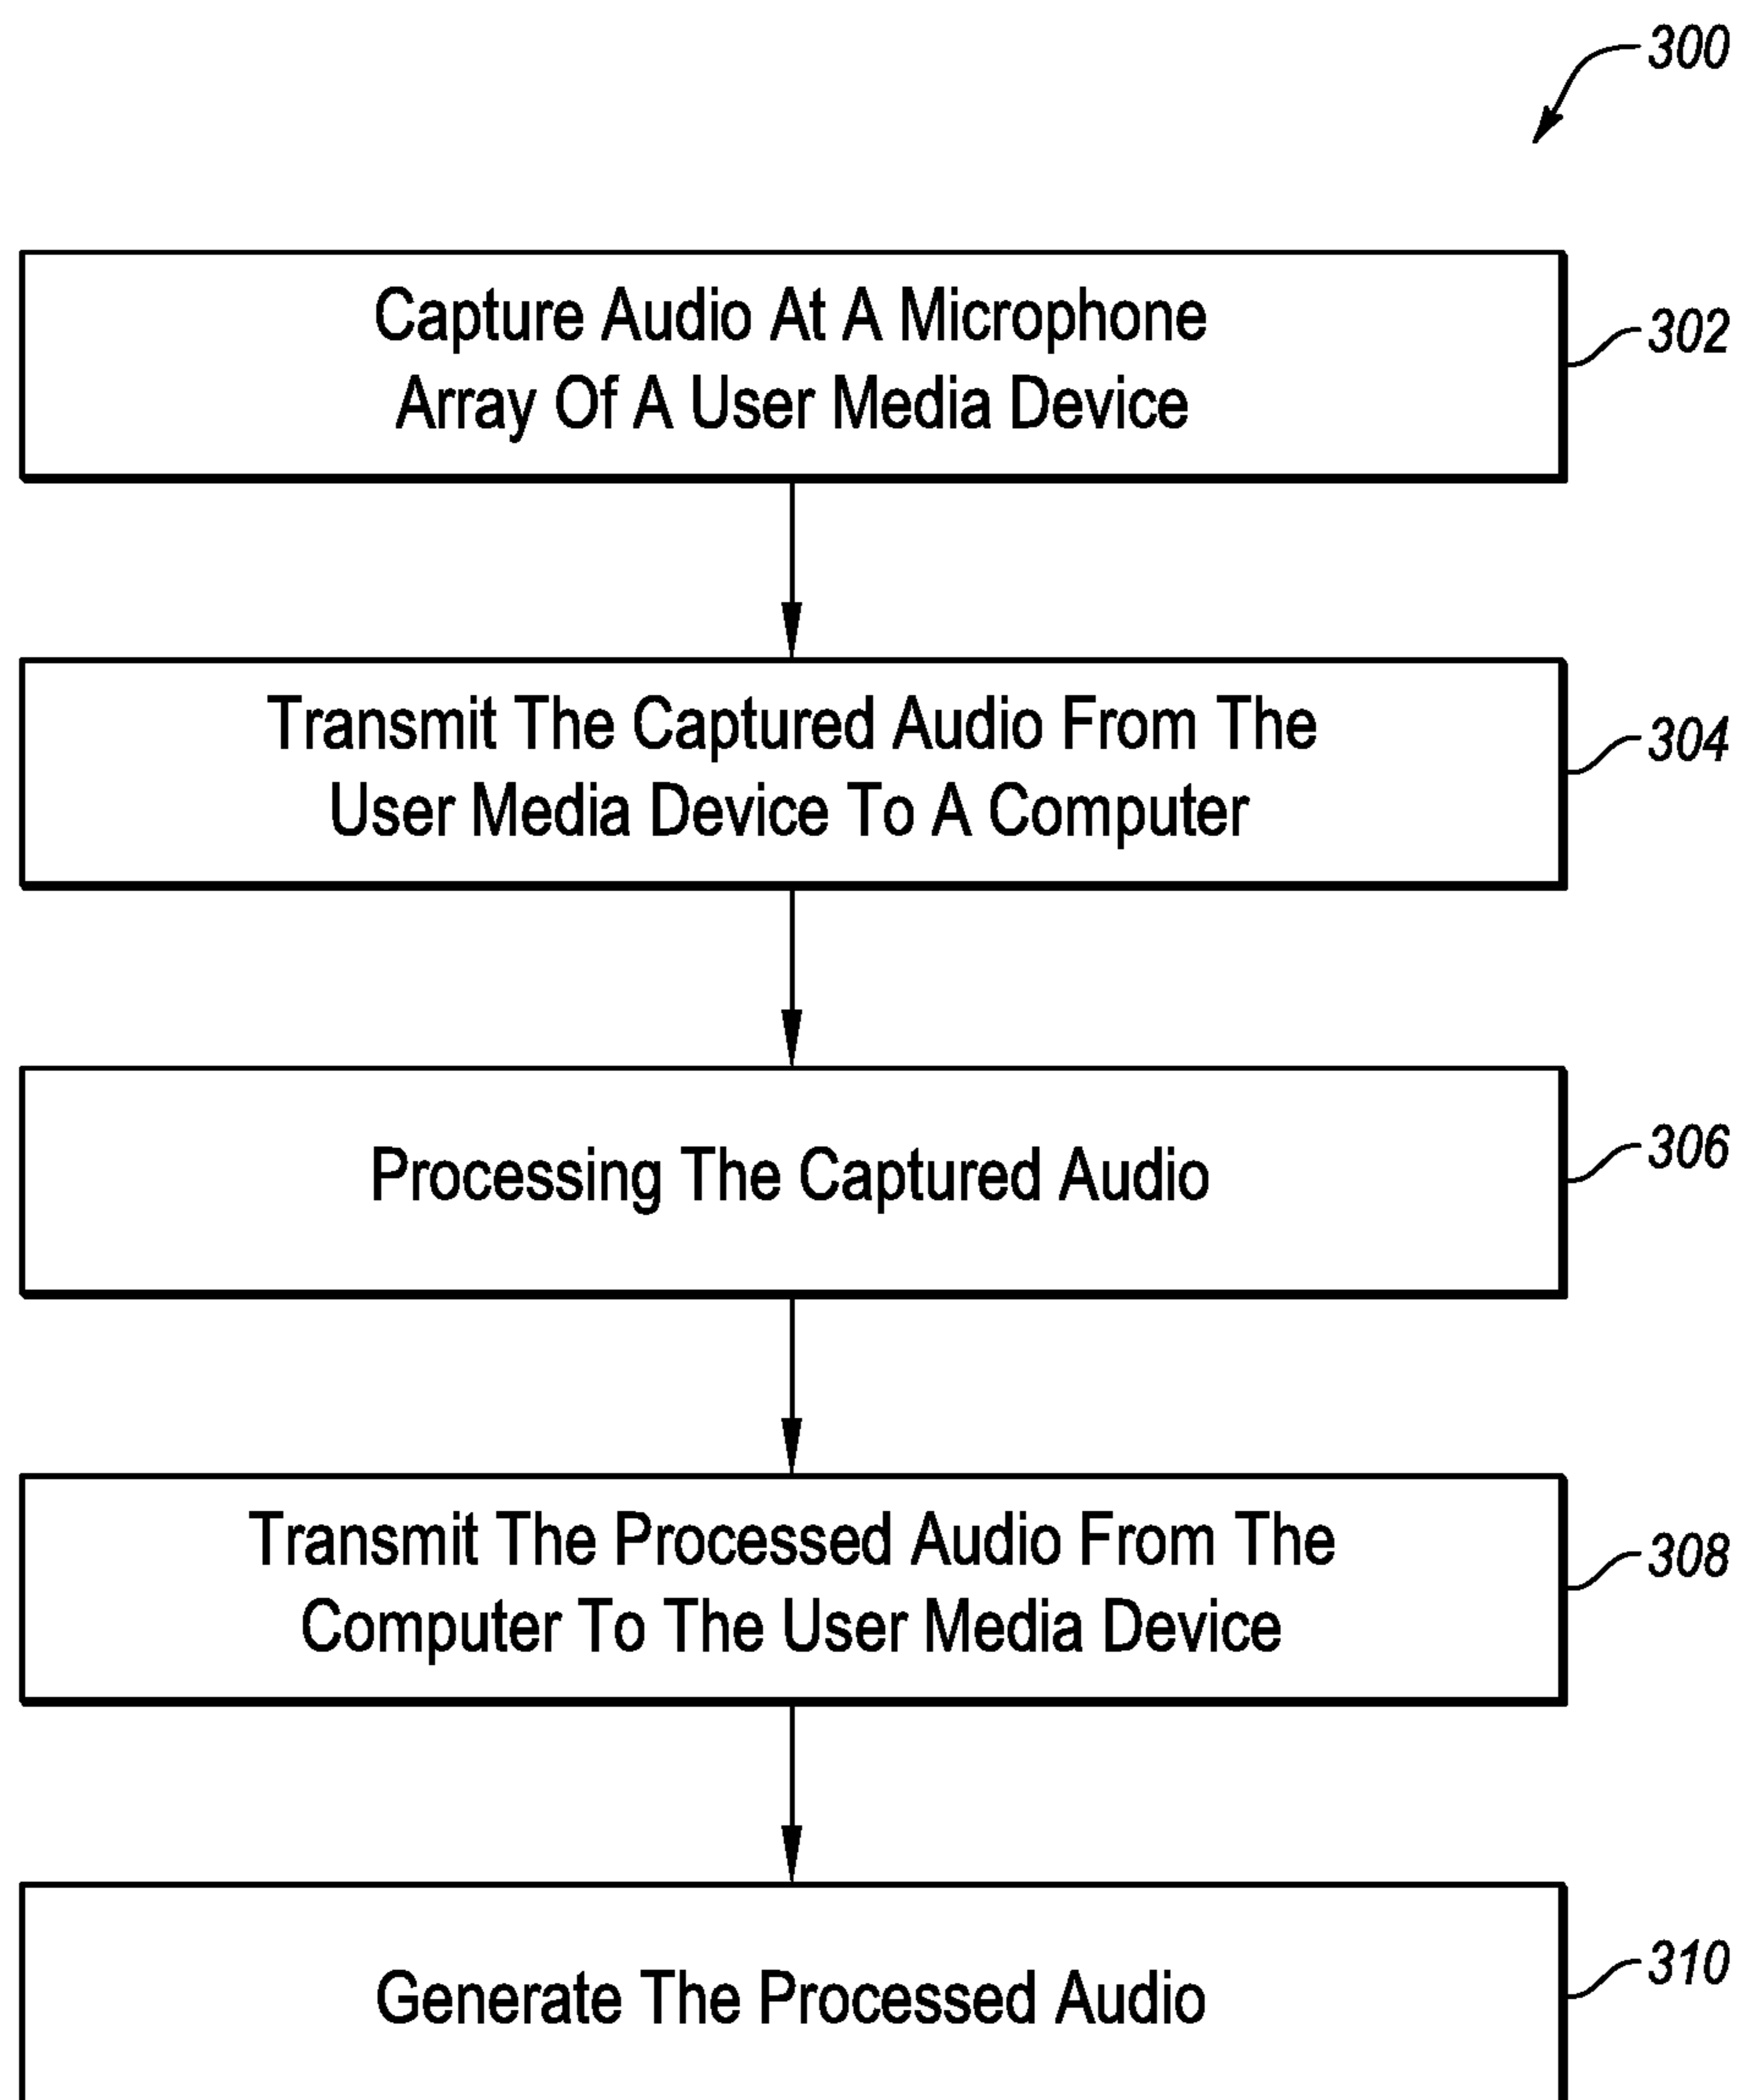 300
Capture Audio At A Microphone
Array Of A User Media Device
302
Transmit The Captured Audio From The
User Media Device To A Computer
304
Processing The Captured Audio
306
Transmit The Processed Audio From The
Computer To The User Media Device
308
Generate The Processed Audio
310